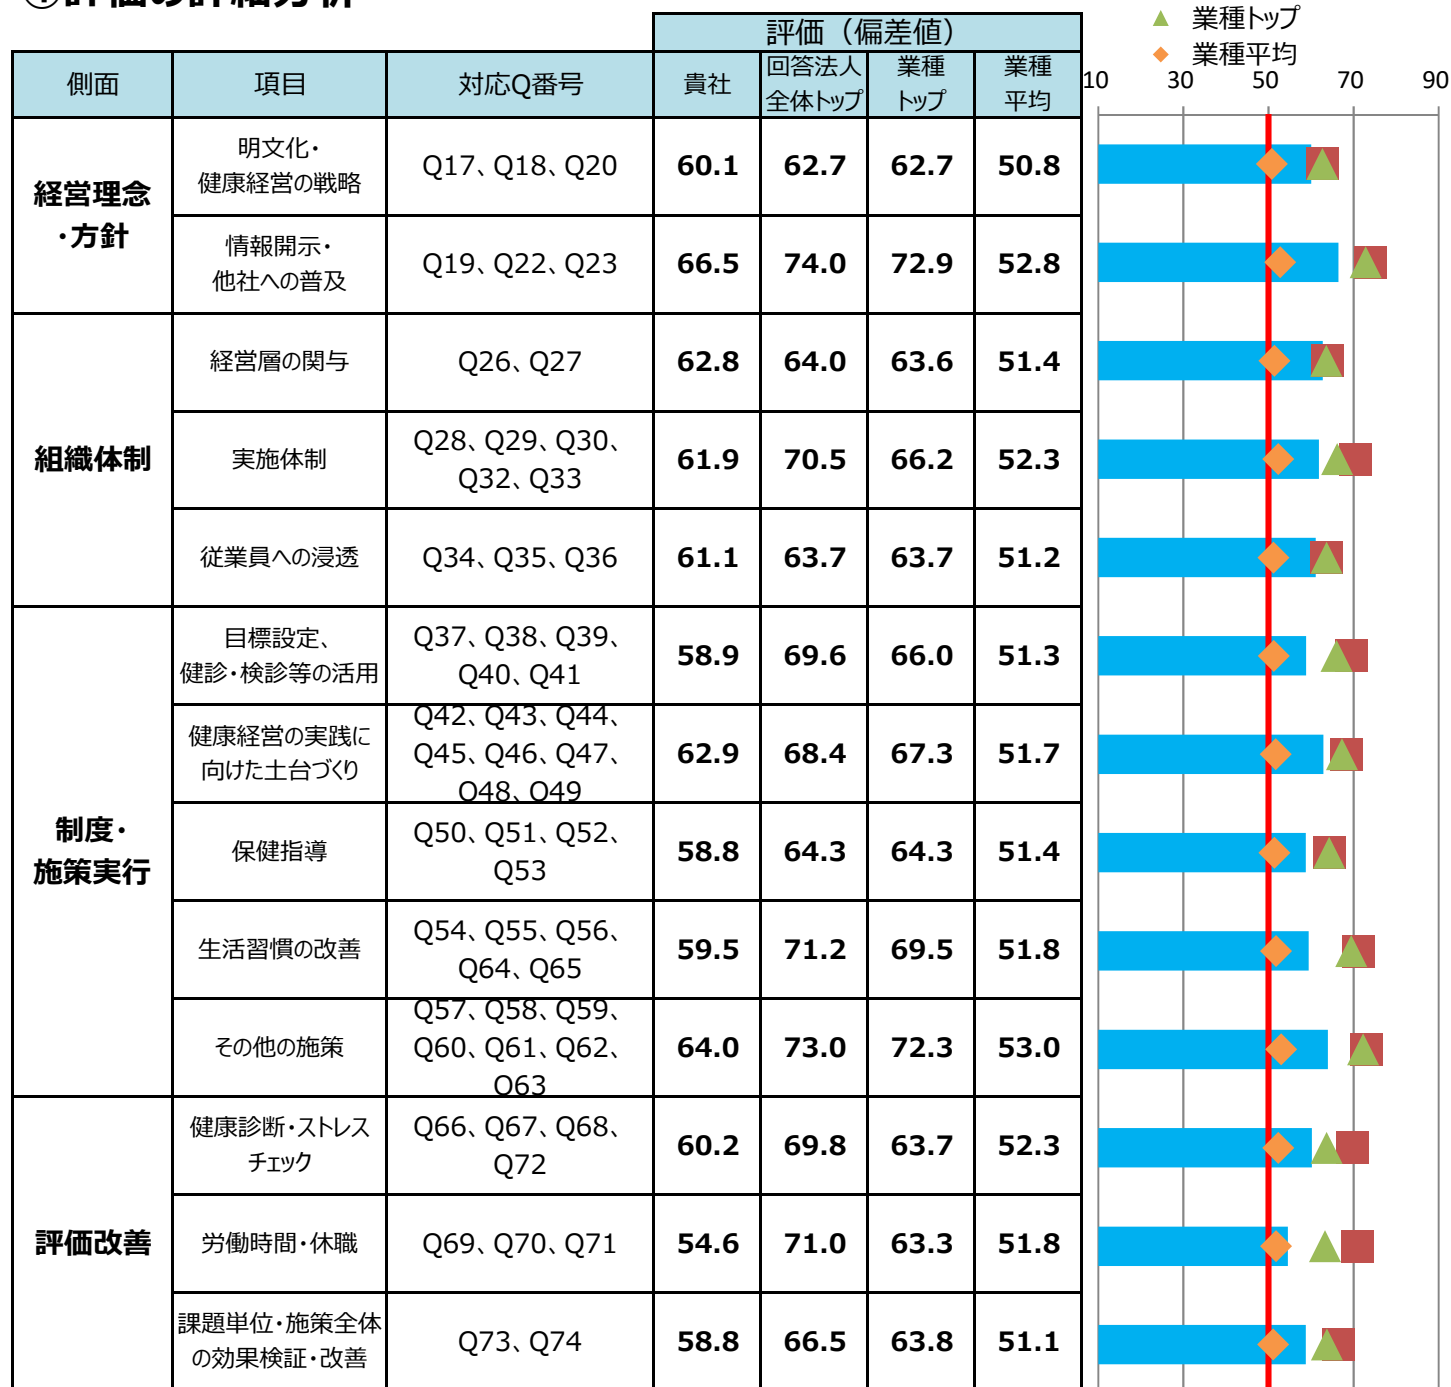 ④評価の詳細分析
▲ 業種トップ
◆ 業種平均
評価（偏差値）
側面 項目 対応Q番号 貴社 回答法人 業種 業種
全体トップ トップ 平均
10 30 50 70 90
経営理念
・方針
明文化・
健康経営の戦略
Q17、Q18、Q20 60.1 62.7 62.7 50.8
情報開示・
他社への普及
Q19、Q22、Q23 66.5 74.0 72.9 52.8
組織体制
経営層の関与 Q26、Q27 62.8 64.0 63.6 51.4
実施体制
Q28、Q29、Q30、
Q32、Q33
61.9 70.5 66.2 52.3
従業員への浸透 Q34、Q35、Q36 61.1 63.7 63.7 51.2
制度・
施策実行
目標設定、
健診・検診等の活用
Q37、Q38、Q39、
Q40、Q41
58.9 69.6 66.0 51.3
健康経営の実践に
向けた土台づくり
Q42、Q43、Q44、
Q45、Q46、Q47、
Q48、Q49
62.9 68.4 67.3 51.7
保健指導
Q50、Q51、Q52、
Q53
58.8 64.3 64.3 51.4
生活習慣の改善
Q54、Q55、Q56、
Q64、Q65
59.5 71.2 69.5 51.8
その他の施策
Q57、Q58、Q59、
Q60、Q61、Q62、
Q63
64.0 73.0 72.3 53.0
評価改善
健康診断・ストレス
チェック
Q66、Q67、Q68、
Q72
60.2 69.8 63.7 52.3
労働時間・休職 Q69、Q70、Q71 54.6 71.0 63.3 51.8
課題単位・施策全体
の効果検証・改善
Q73、Q74 58.8 66.5 63.8 51.1